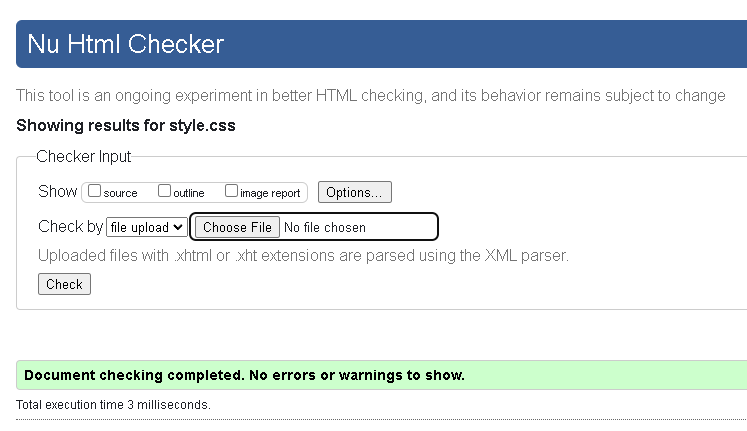 Nu Html Checker
This tool is an ongoing experiment in better HTML checking, and its behavior remains subject to change
Showing results for style.css
Checker Input
Show source outline image report Options...
Check by file upload Choose File No file chosen
Uploaded files with .xhtml or .xht extensions are parsed using the XML parser.
Check
Document checking completed. No errors or warnings to show.
Total execution time 3 milliseconds.